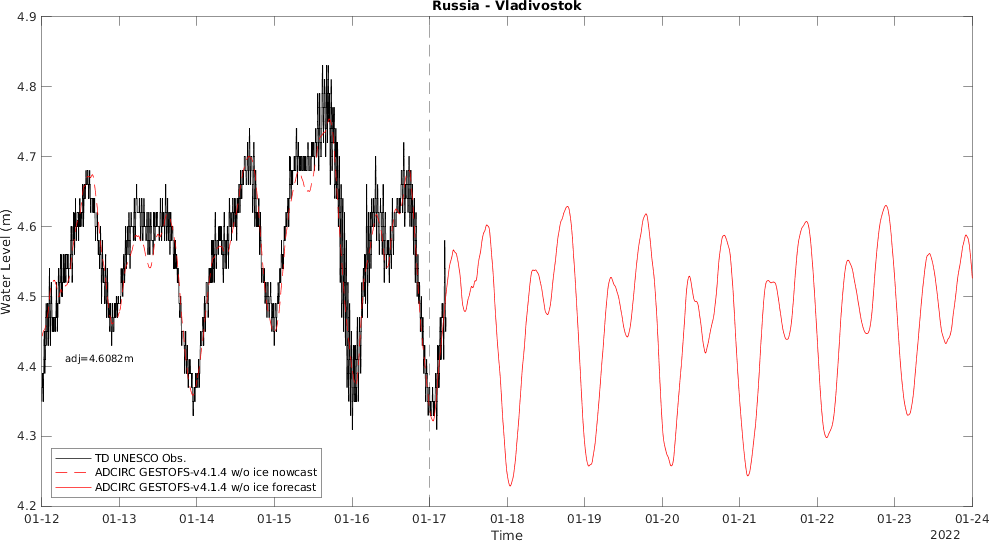 Russia - Vladivostok
Water Level (m)
4.9
4.8
4.7
4.6
4.5
4.4
4.3
4.2
adj=4.6082m
TD UNESCO Obs.
ADCIRC GESTOFS-v4.1.4 w/o ice nowcast
ADCIRC GESTOFS-v4.1.4 w/o ice forecast
01-12 01-13 01-14 01-15 01-16 01-17 01-18 01-19 01-20 01-21 01-22 01-23 01-24
Time
2022